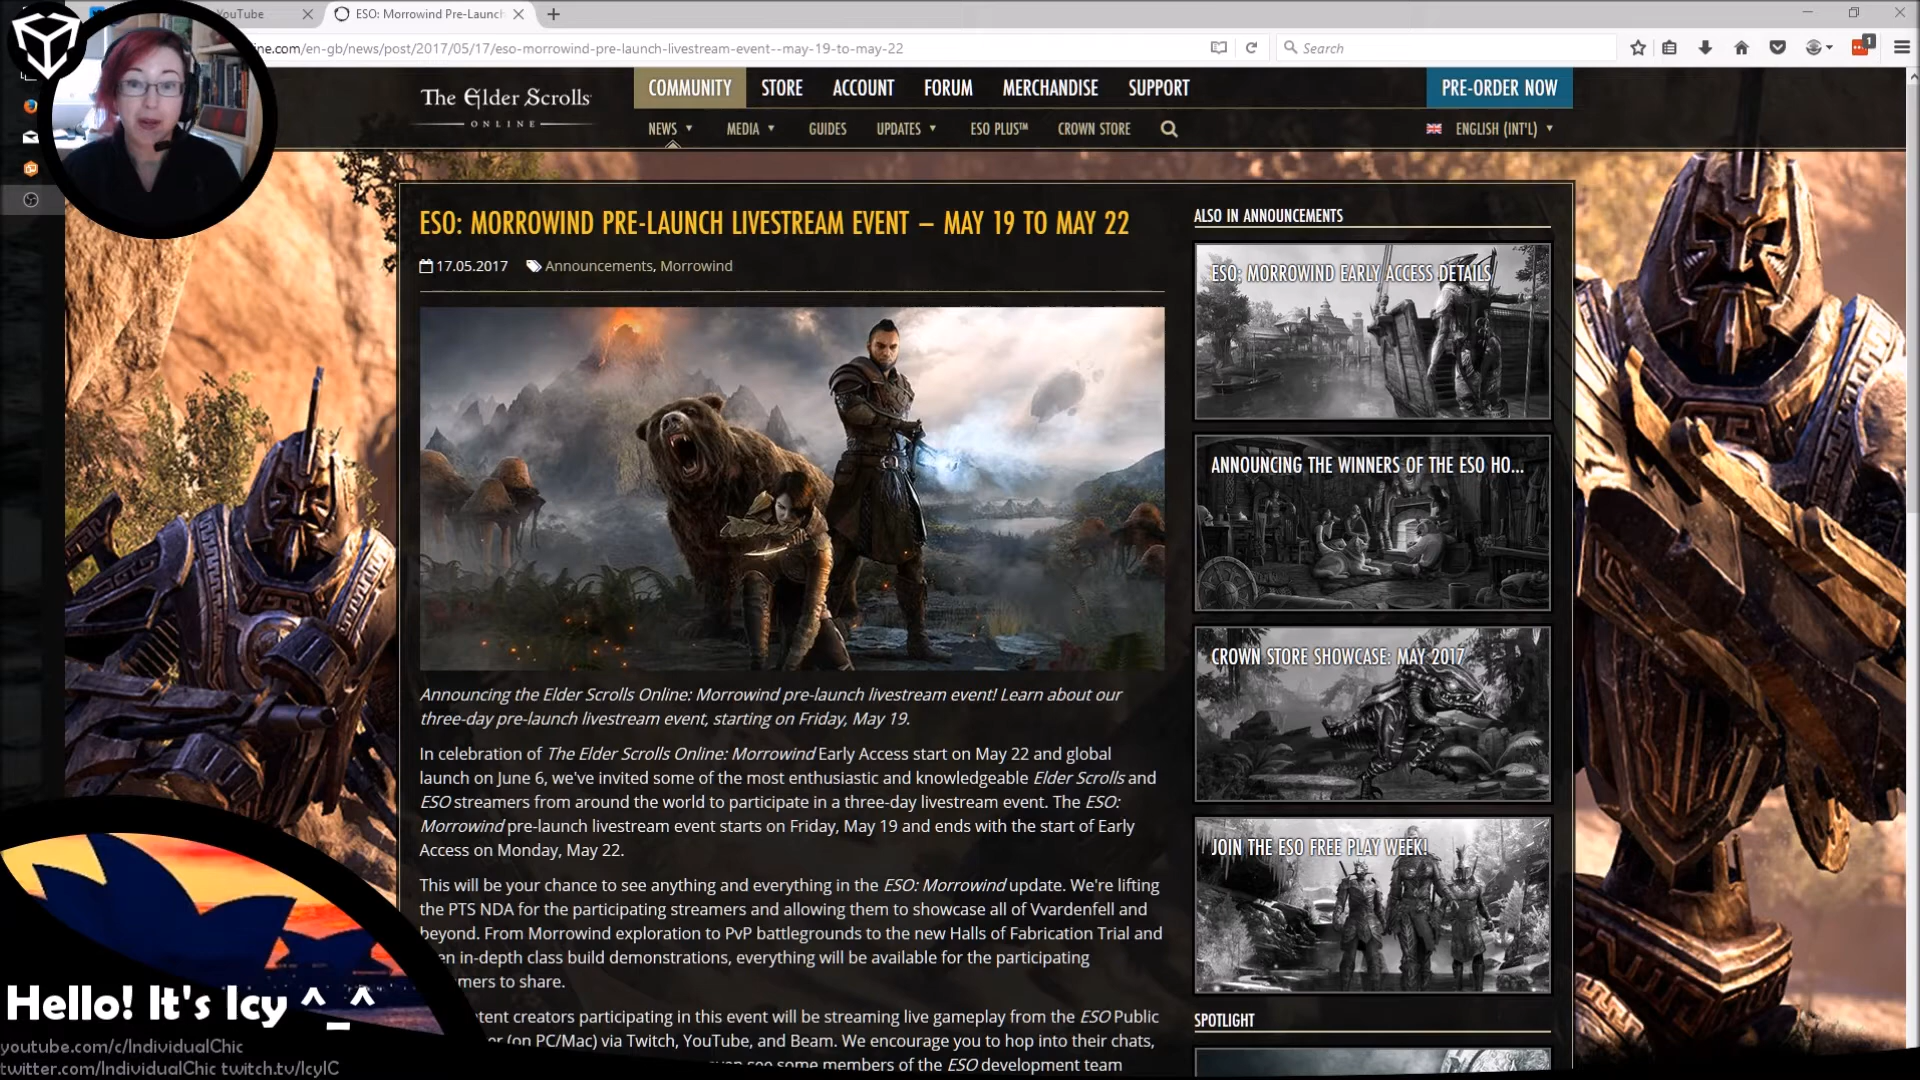 YouTube
ESO: Morrowind Pre-Launch
ine.com/en-gb/news/post/2017/05/17/eso-morrowind-pre-launch-livestream-event--may-19-to-may-22
Search
1
The Elder Scrolls
ONLINE
COMMUNITY
STORE
ACCOUNT
FORUM
MERCHANDISE
SUPPORT
PRE-ORDER NOW
NEWS
MEDIA
GUIDES
UPDATES
ESO PLUS™
CROWN STORE
ENGLISH (INT'L)
ESO: MORROWIND PRE-LAUNCH LIVESTREAM EVENT – MAY 19 TO MAY 22
17.05.2017 Announcements, Morrowind
Announcing the Elder Scrolls Online: Morrowind pre-launch livestream event! Learn about our
three-day pre-launch livestream event, starting on Friday, May 19.
In celebration of The Elder Scrolls Online: Morrowind Early Access start on May 22 and global
launch on June 6, we've invited some of the most enthusiastic and knowledgeable Elder Scrolls and
ESO streamers from around the world to participate in a three-day livestream event. The ESO:
Morrowind pre-launch livestream event starts on Friday, May 19 and ends with the start of Early
Access on Monday, May 22.
This will be your chance to see anything and everything in the ESO: Morrowind update. We're lifting
the PTS NDA for the participating streamers and allowing them to showcase all of Vvardenfell and
beyond. From Morrowind exploration to PvP battlegrounds to the new Halls of Fabrication Trial and
en in-depth class build demonstrations, everything will be available for the participating
mers to share.
tent creators participating in this event will be streaming live gameplay from the ESO Public
er (on PC/Mac) via Twitch, YouTube, and Beam. We encourage you to hop into their chats,
even see some members of the ESO development team
ALSO IN ANNOUNCEMENTS
ESO: MORROWIND EARLY ACCESS DETAILS
ANNOUNCING THE WINNERS OF THE ESO HO...
CROWN STORE SHOWCASE: MAY 2017
JOIN THE ESO FREE PLAY WEEK!
SPOTLIGHT
Hello! It's Icy ^_^
youtube.com/c/IndividualChic
twitter.com/IndividualChic twitch.tv/IcyIC